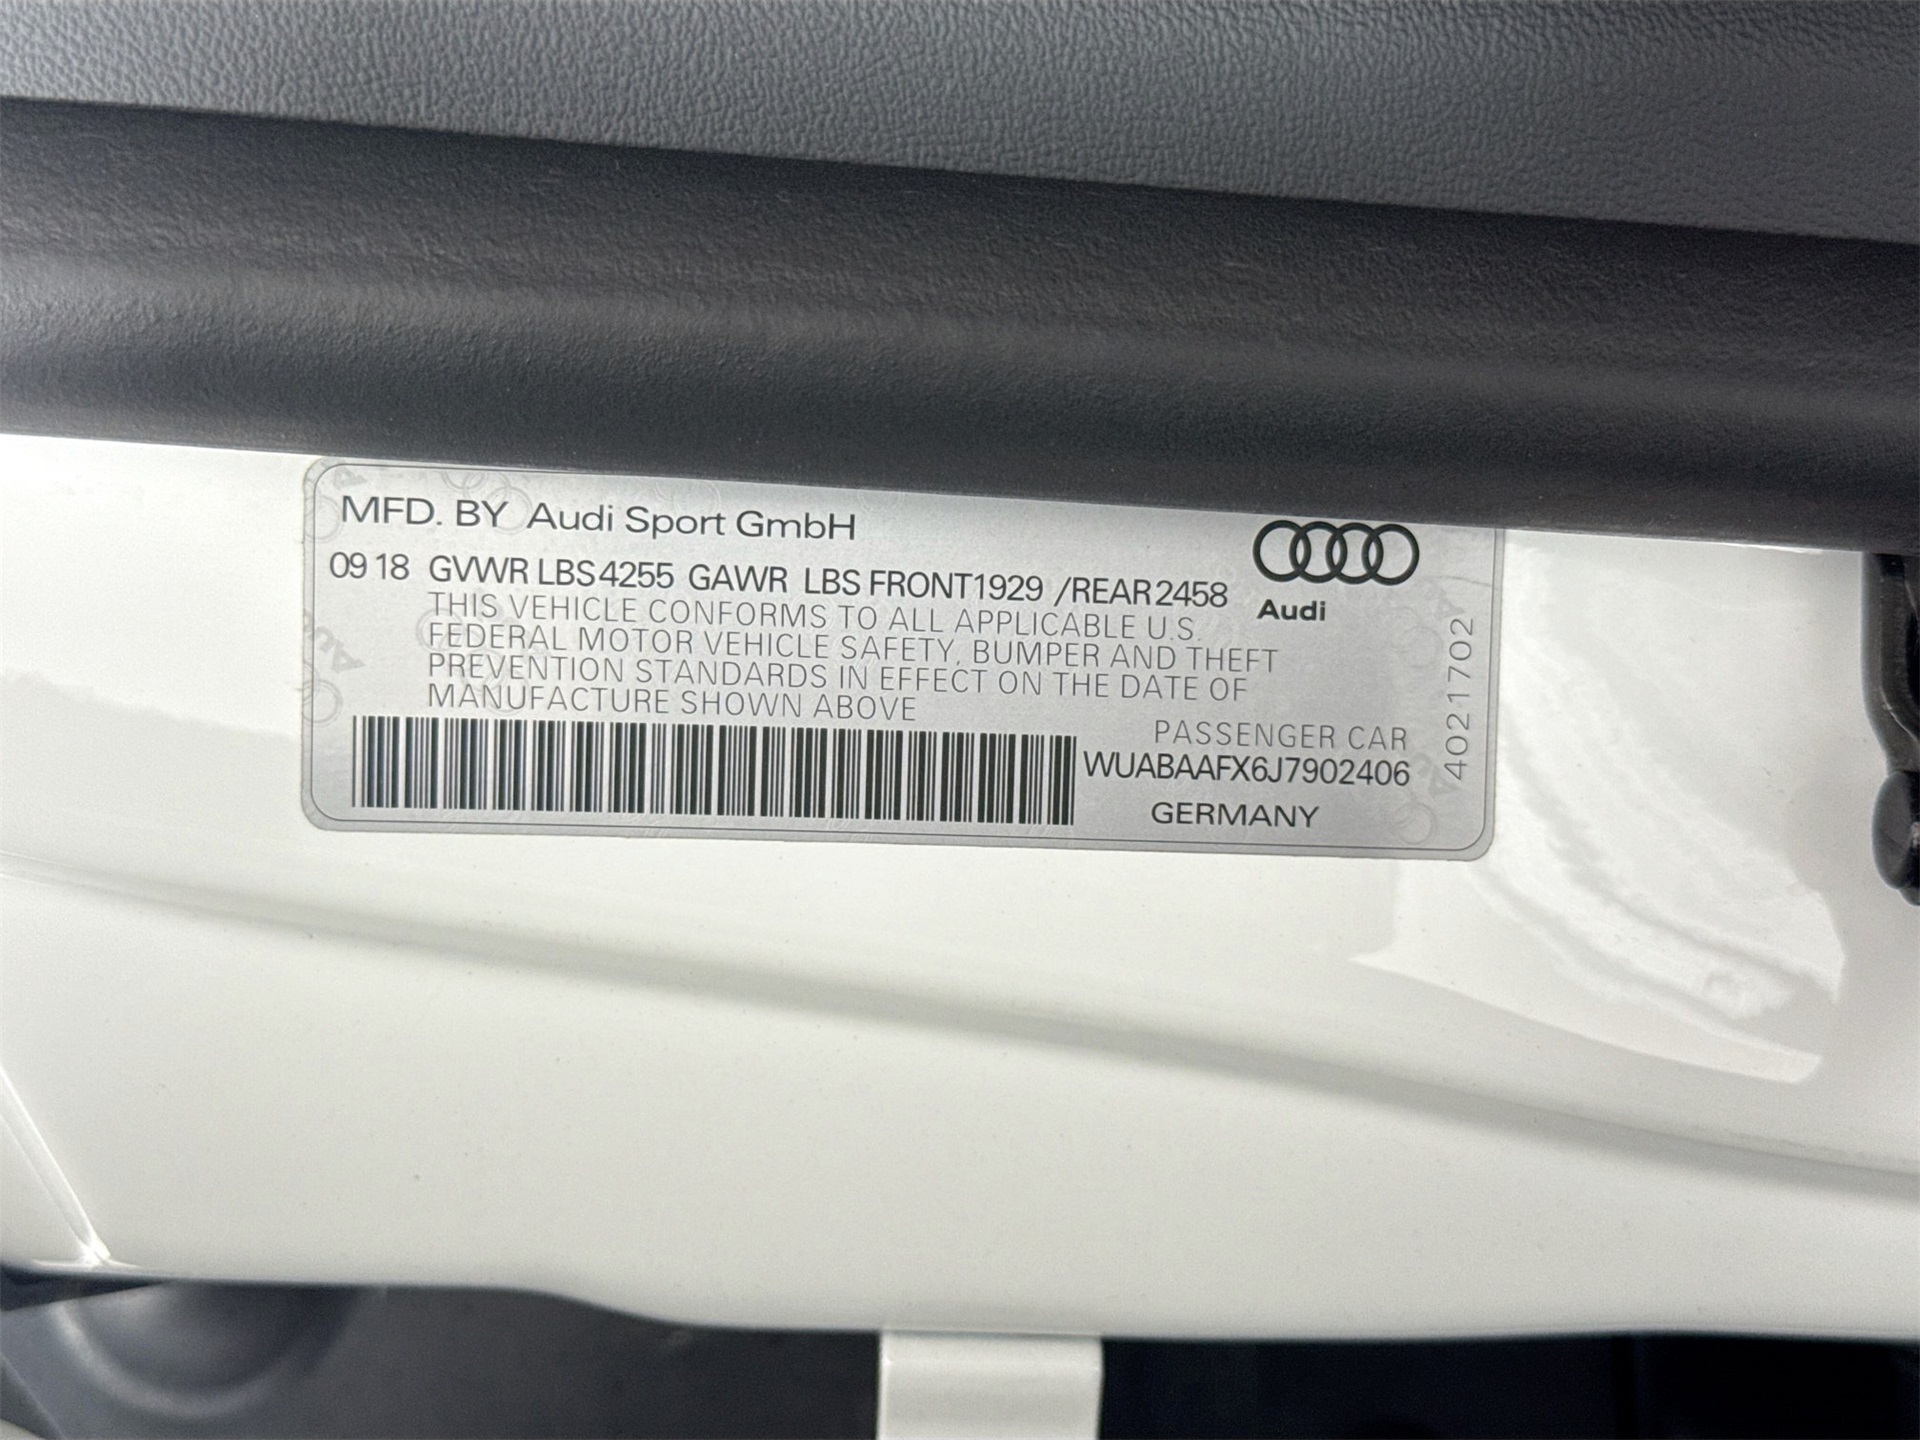 MFD. BY Audi Sport GmbH
09 18 GVWR LBS 4255 GAWR LBS FRONT 1929 /REAR 2458
THIS VEHICLE CONFORMS TO ALL APPLICABLE U.S.
FEDERAL MOTOR VEHICLE SAFETY, BUMPER AND THEFT
PREVENTION STANDARDS IN EFFECT ON THE DATE OF
MANUFACTURE SHOWN ABOVE
Audi
PASSENGER CAR
WUABAAFX6J7902406
GERMANY
4021702